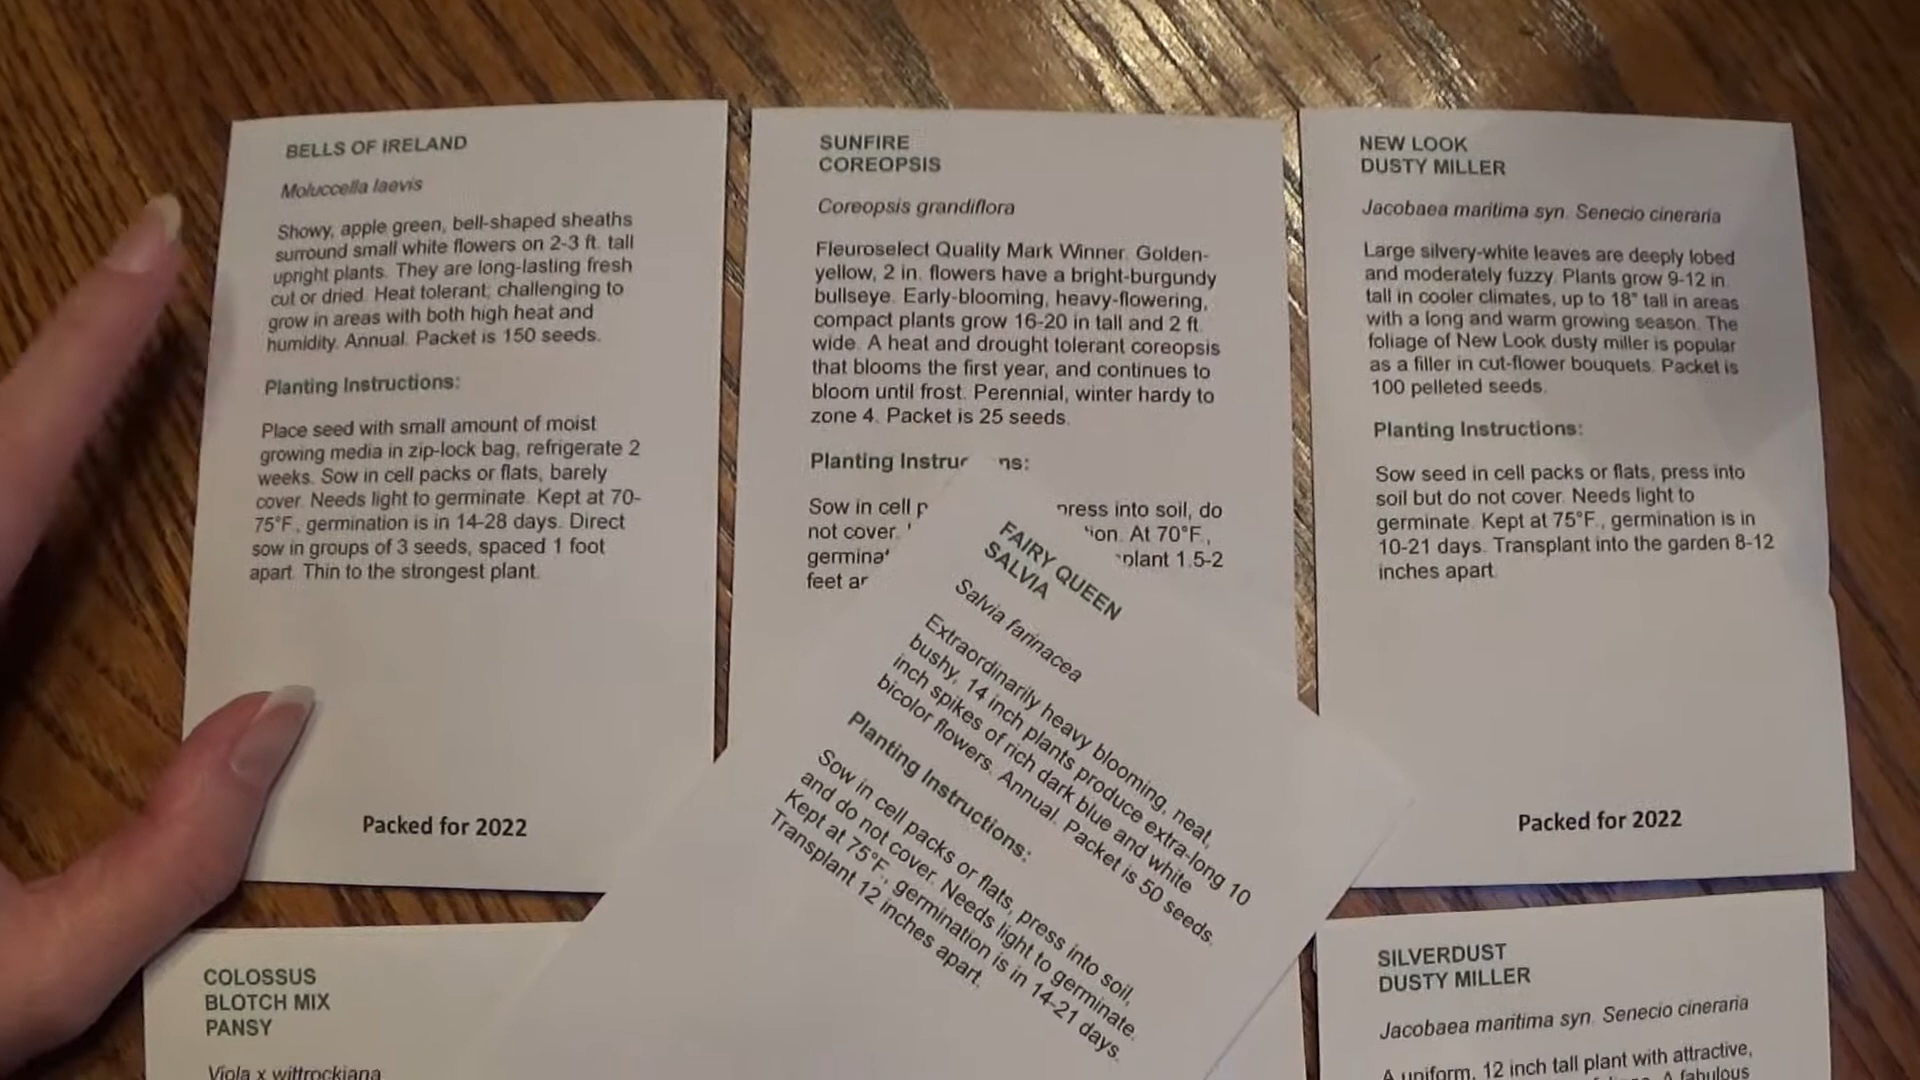 BELLS OF IRELAND
Moluccella laevis
Showy, apple green, bell-shaped sheaths
surround small white flowers on 2-3 ft. tall
upright plants. They are long-lasting fresh
cut or dried. Heat tolerant; challenging to
grow in areas with both high heat and
humidity. Annual. Packet is 150 seeds.
Planting Instructions:
Place seed with small amount of moist
growing media in zip-lock bag, refrigerate 2
weeks. Sow in cell packs or flats, barely
cover. Needs light to germinate. Kept at 70-
75°F., germination is in 14-28 days. Direct
sow in groups of 3 seeds, spaced 1 foot
apart. Thin to the strongest plant.
Packed for 2022
SUNFIRE
COREOPSIS
Coreopsis grandiflora
Fleuroselect Quality Mark Winner. Golden-
yellow, 2 in. flowers have a bright-burgundy
bullseye. Early-blooming, heavy-flowering,
compact plants grow 16-20 in tall and 2 ft.
wide. A heat and drought tolerant coreopsis
that blooms the first year, and continues to
bloom until frost. Perennial, winter hardy to
zone 4. Packet is 25 seeds.
Planting
Sow in cell press into soil, do
not cover. At 70°F.,
1.5-2
feet
NEW LOOK
DUSTY MILLER
Jacobaea maritima syn. Senecio cineraria
Large silvery-white leaves are deeply lobed
and moderately fuzzy. Plants grow 9-12 in.
tall in cooler climates, up to 18" tall in areas
with a long and warm growing season. The
foliage of New Look dusty miller is popular
as a filler in cut-flower bouquets. Packet is
100 pelleted seeds.
Planting Instructions:
Sow seed in cell packs or flats, press into
soil but do not cover. Needs light to
germinate. Kept at 75°F., germination is in
10-21 days. Transplant into the garden 8-12
inches apart.
Packed for 2022
FAIRY QUEEN
SALVIA
Salvia farinacea
Extraordinarily heavy blooming, neat,
bushy, 14 inch plants produce extra-long 10
inch spikes of rich dark blue and white
bicolor flowers. Annual. Packet is 50 seeds.
Planting Instructions:
Sow in cell packs or flats, press into soil,
and do not cover. Needs light to germinate.
Kept at 75°F., germination is in 14-21 days.
Transplant 12 inches apart.
COLOSSUS
BLOTCH MIX
PANSY
Viola x wittrockiana
SILVERDUST
DUSTY MILLER
Jacobaea maritima syn. Senecio cineraria
A uniform, 12 inch tall plant with attractive,
A fabulous